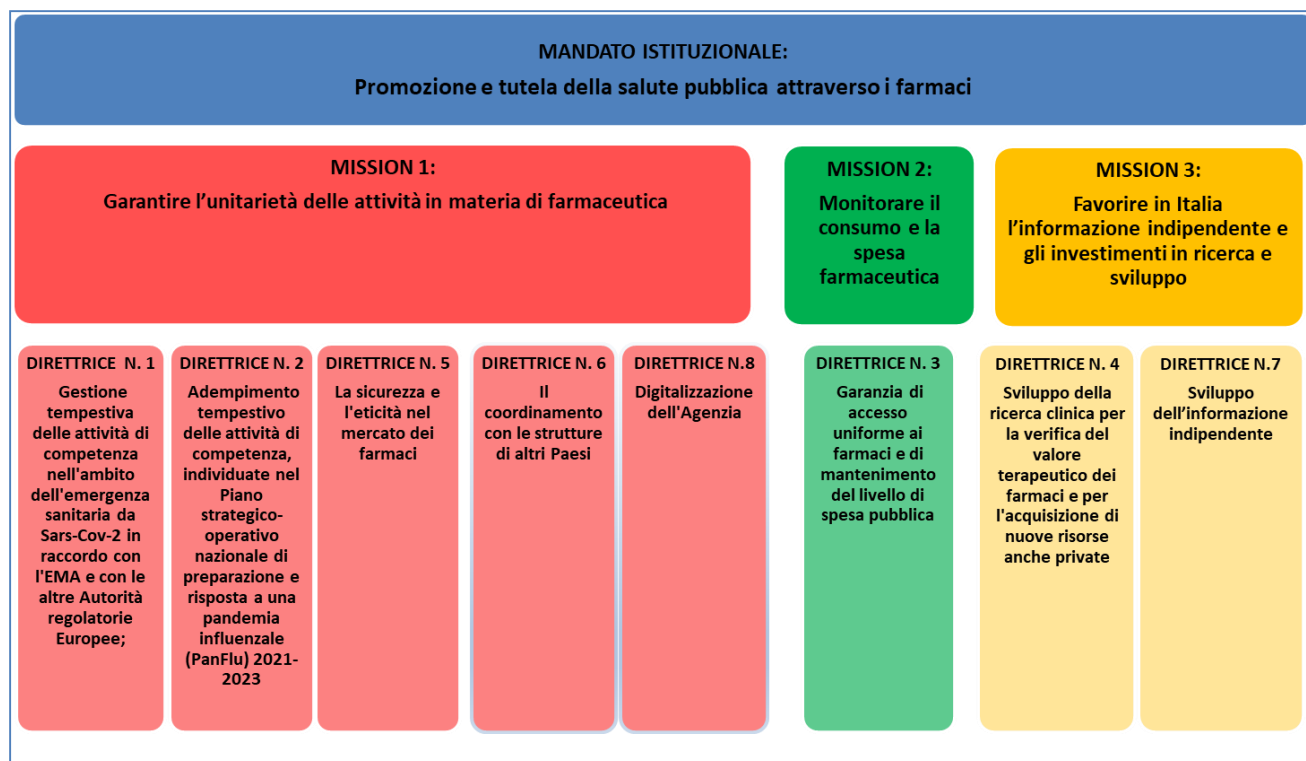 MANDATO ISTITUZIONALE:
Promozione e tutela della salute pubblica attraverso i farmaci
MISSION 1:
Garantire l’unitarietà delle attività in materia di farmaceutica
MISSION 2:
Monitorare il
consumo e la
spesa
farmaceutica
MISSION 3:
Favorire in Italia
l’informazione indipendente e
gli investimenti in ricerca e
sviluppo
DIRETTRICE N. 1
Gestione
tempestiva
delle attività di
competenza
nell'ambito
dell'emergenza
sanitaria da
Sars-Cov-2 in
raccordo con
l'EMA e con le
altre Autorità
regolatorie
Europee;
DIRETTRICE N. 2
Adempimento
tempestivo
delle attività di
competenza,
individuate nel
Piano
strategico-
operativo
nazionale di
preparazione e
risposta a una
pandemia
influenzale
(PanFlu) 2021-
2023
DIRETTRICE N. 5
La sicurezza e
l'eticità nel
mercato dei
farmaci
DIRETTRICE N. 6
Il
coordinamento
con le strutture
di altri Paesi
DIRETTRICE N.8
Digitalizzazione
dell'Agenzia
DIRETTRICE N. 3
Garanzia di
accesso
uniforme ai
farmaci e di
mantenimento
del livello di
spesa pubblica
DIRETTRICE N. 4
Sviluppo della
ricerca clinica per
la verifica del
valore
terapeutico dei
farmaci e per
l'acquisizione di
nuove risorse
anche private
DIRETTRICE N.7
Sviluppo
dell’informazione
indipendente